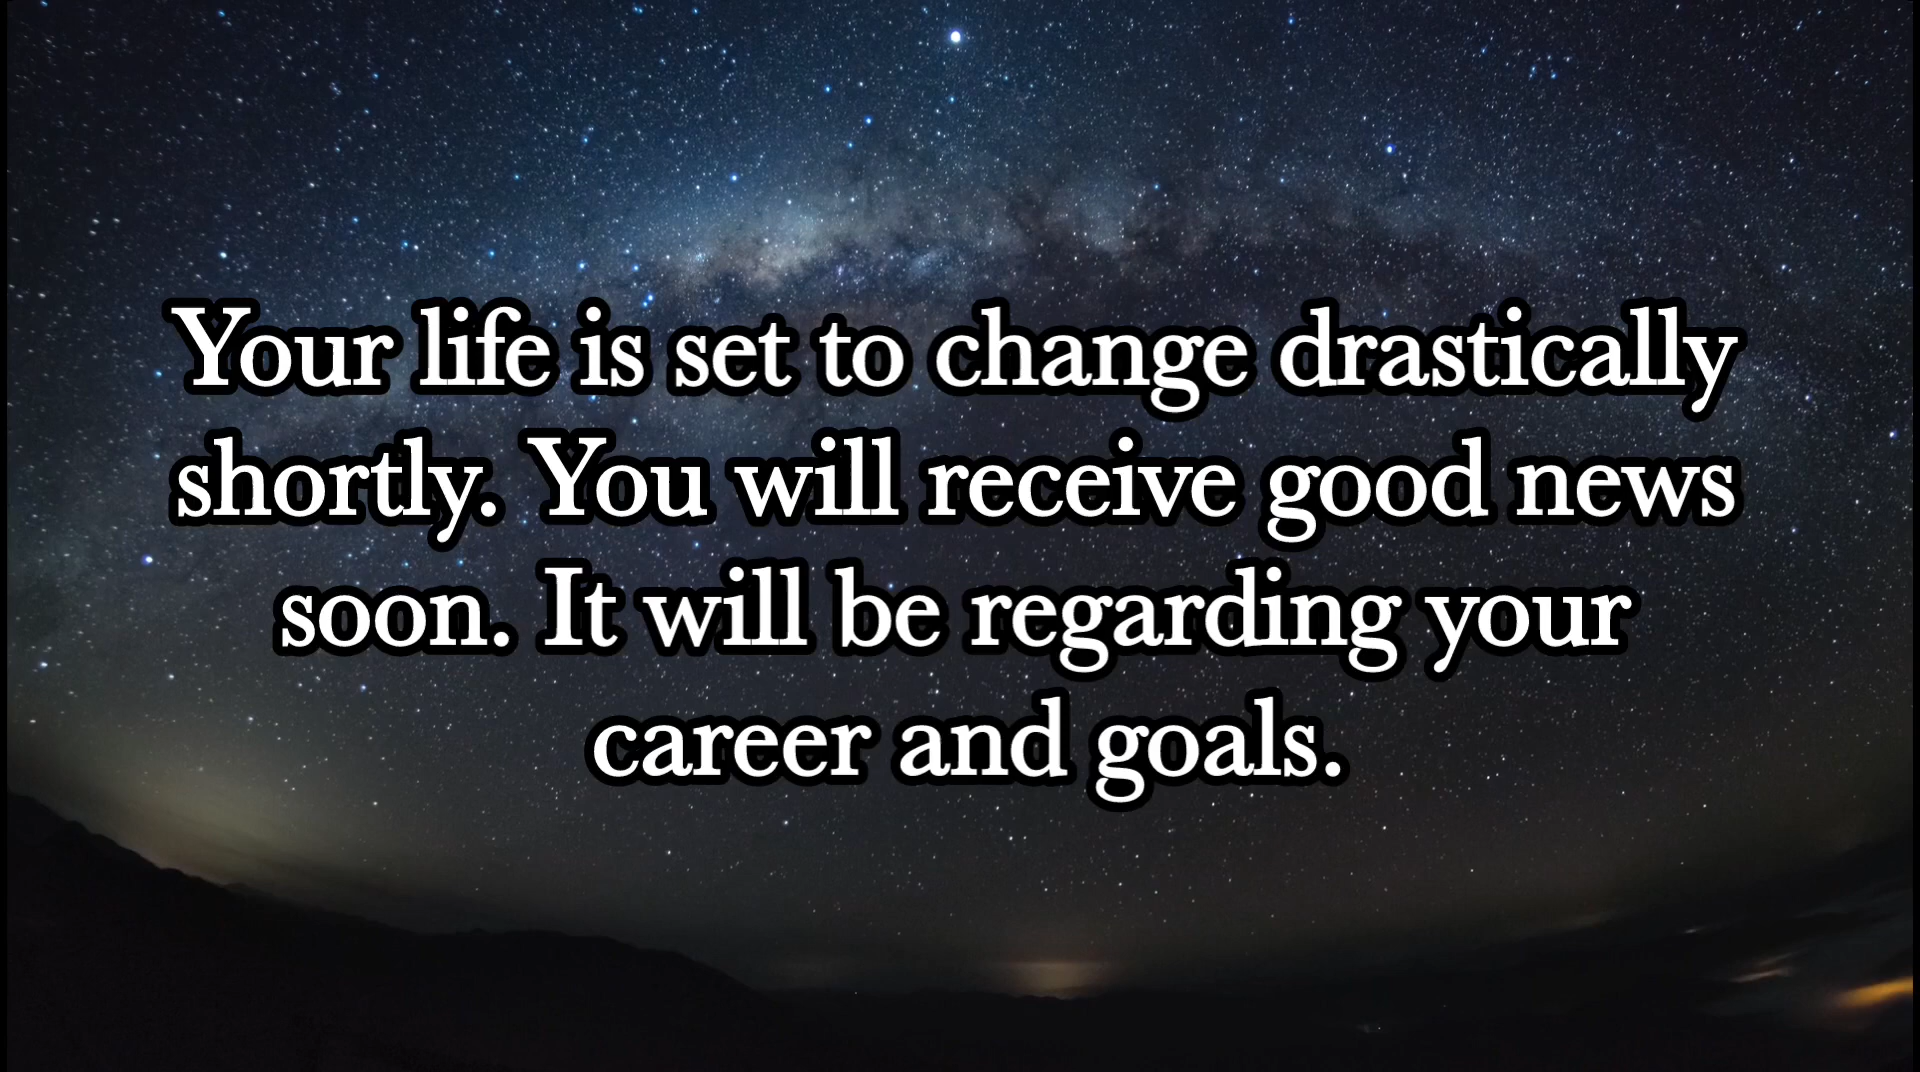 Your life is set to change drastically
shortly. You will receive good news
soon. It will be regarding your
career and goals.